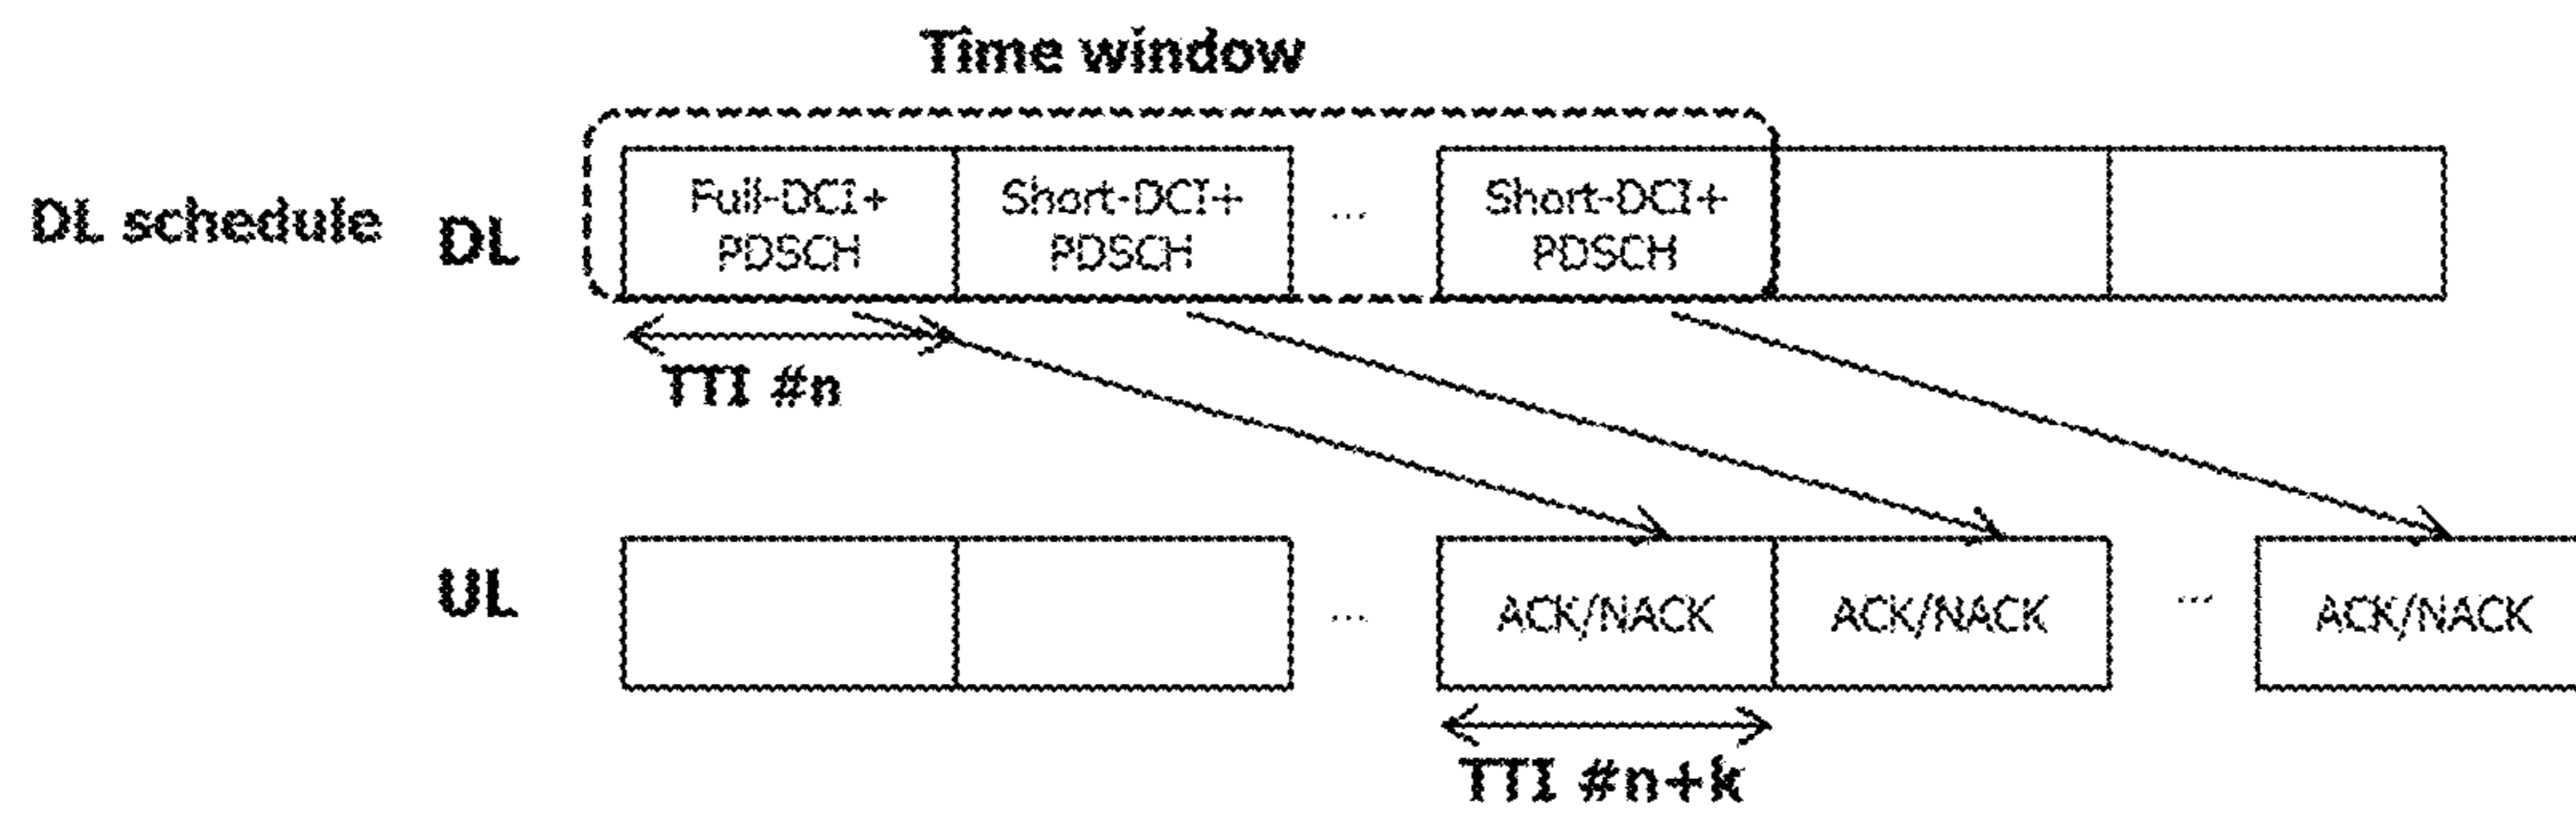 Time window
DL schedule
DL
Full-DCI+
PDSCH
Short-DCI+
PDSCH
...
Short-DCI+
PDSCH
TTI #n
UL
...
ACK/NACK
ACK/NACK
...
ACK/NACK
TTI #n+k